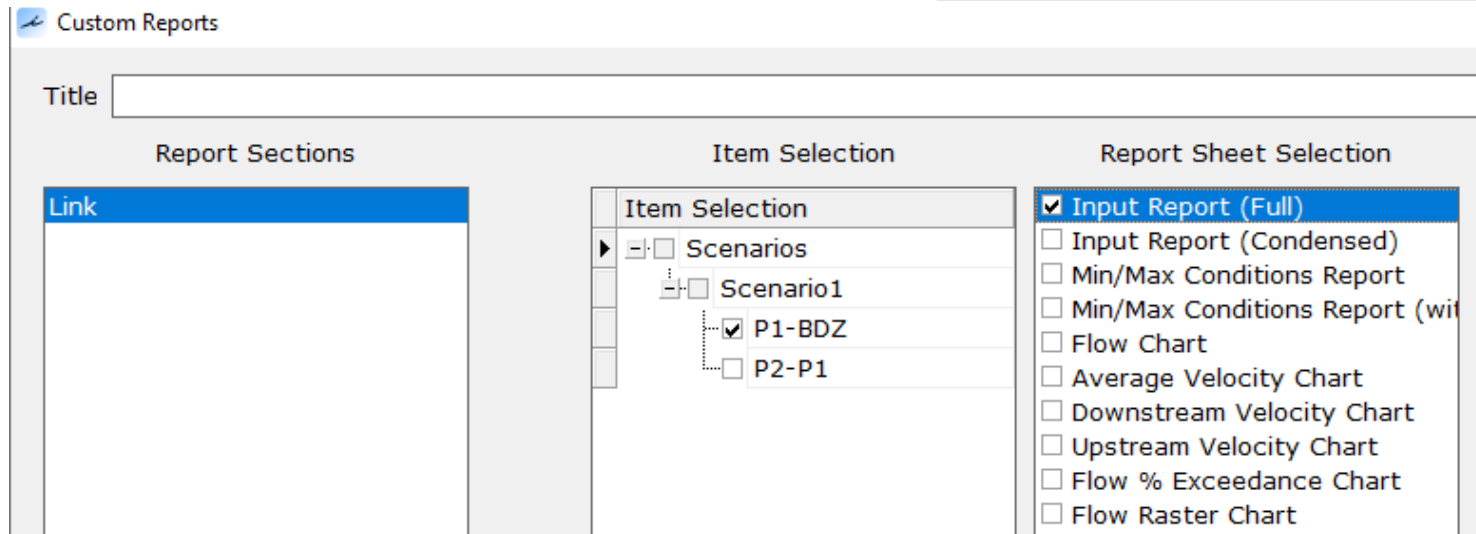 Custom Reports
Title
Report Sections
Item Selection
Report Sheet Selection
Link
Item Selection
Scenarios
Scenario1
P1-BDZ
P2-P1
Input Report (Full)
Input Report (Condensed)
Min/Max Conditions Report
Min/Max Conditions Report (wit
Flow Chart
Average Velocity Chart
Downstream Velocity Chart
Upstream Velocity Chart
Flow % Exceedance Chart
Flow Raster Chart